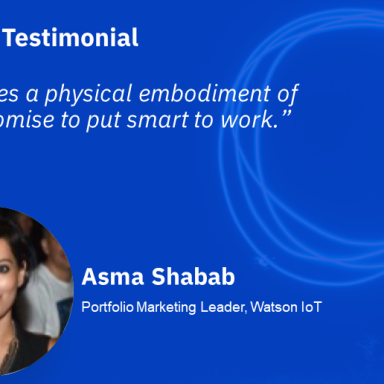 Testimonial
es a physical embodiment of
omise to put smart to work.”
Asma Shabab
Portfolio Marketing Leader, Watson IoT